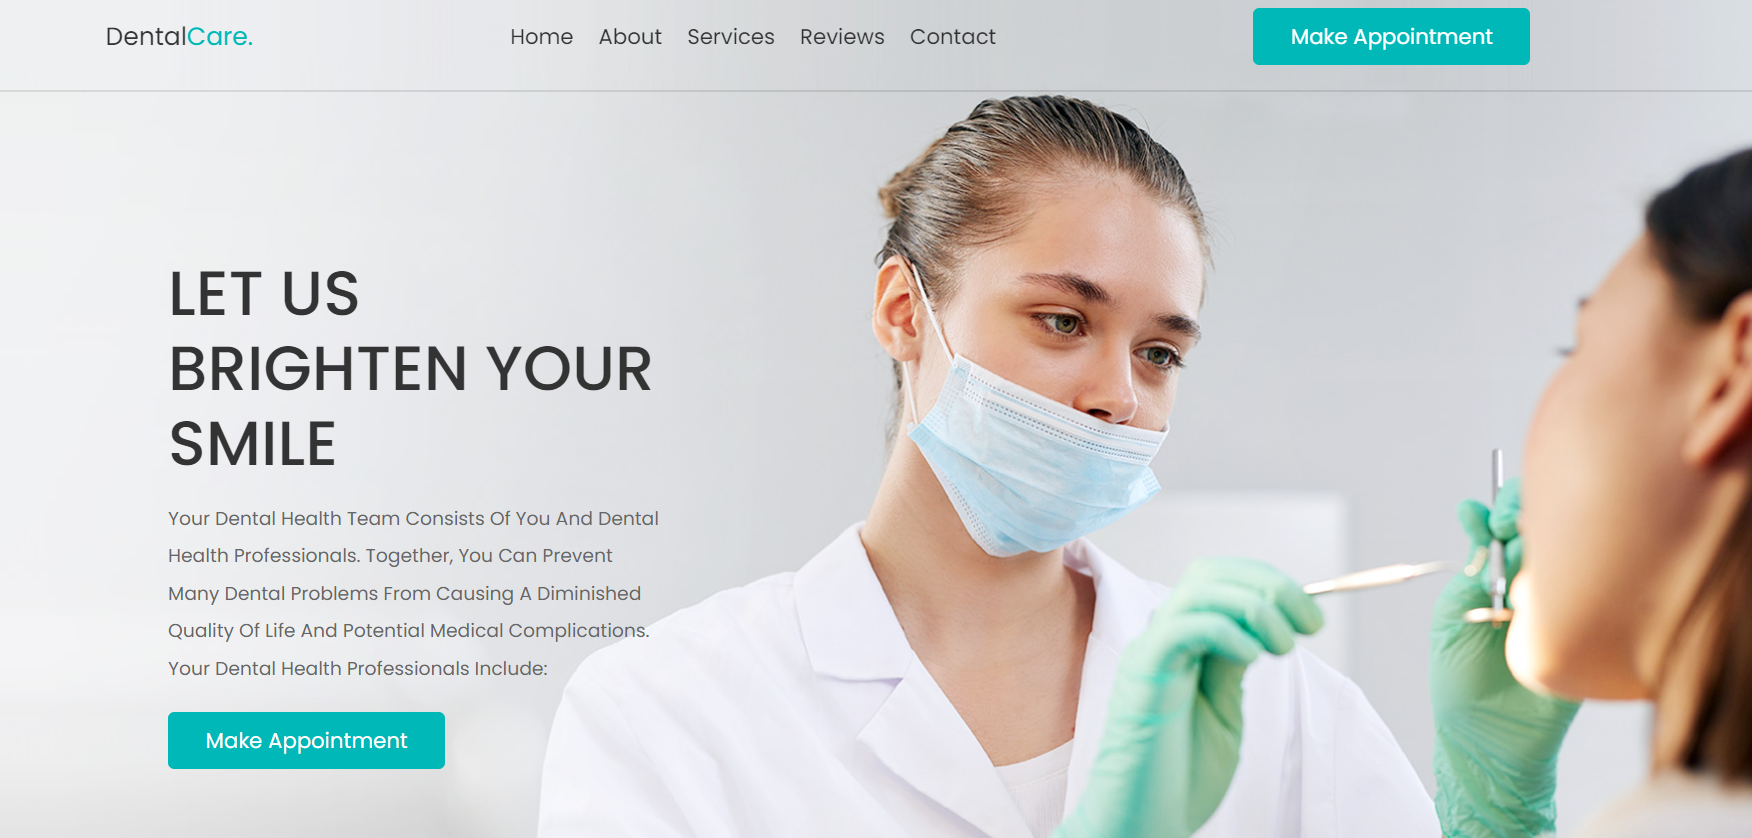 DentalCare.
Home About Services Reviews Contact
Make Appointment
LET US
BRIGHTEN YOUR
SMILE
Your Dental Health Team Consists Of You And Dental
Health Professionals. Together, You Can Prevent
Many Dental Problems From Causing A Diminished
Quality Of Life And Potential Medical Complications.
Your Dental Health Professionals Include:
Make Appointment